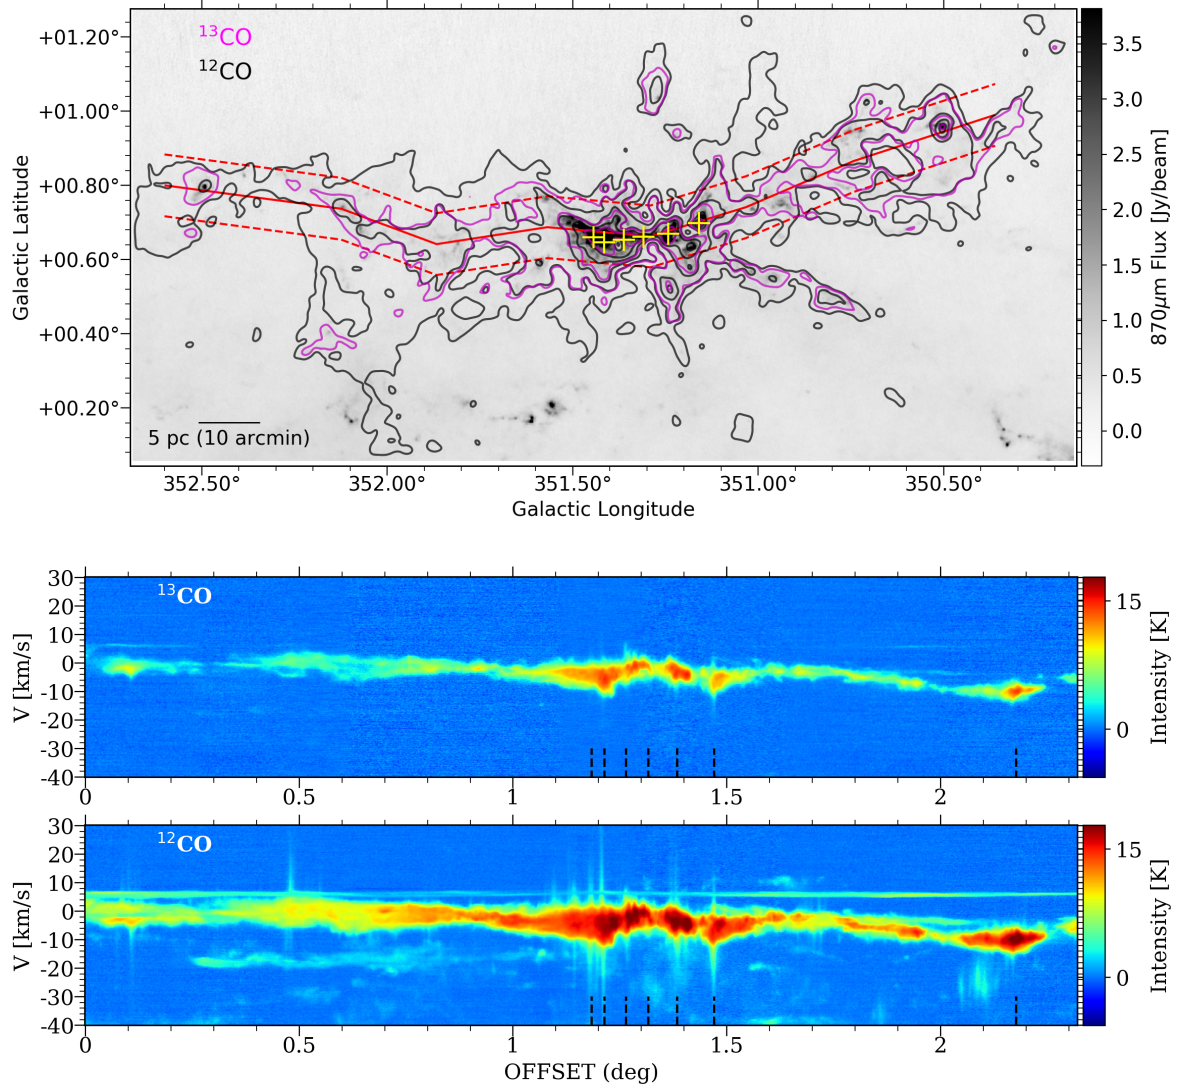 ¹³CO
¹²CO
+01.20°
+01.00°
+00.80°
+00.60°
+00.40°
+00.20°
Galactic Latitude
5 pc (10 arcmin)
352.50° 352.00° 351.50° 351.00° 350.50°
Galactic Longitude
3.5
3.0
2.5
2.0
1.5
1.0
0.5
0.0
870μm Flux [Jy/beam]
¹³CO
30
20
10
0
-10
-20
-30
-40
V [km/s]
0 0.5 1 1.5 2
15
0
Intensity [K]
¹²CO
30
20
10
0
-10
-20
-30
-40
V [km/s]
0 0.5 1 1.5 2
OFFSET (deg)
15
0
Intensity [K]